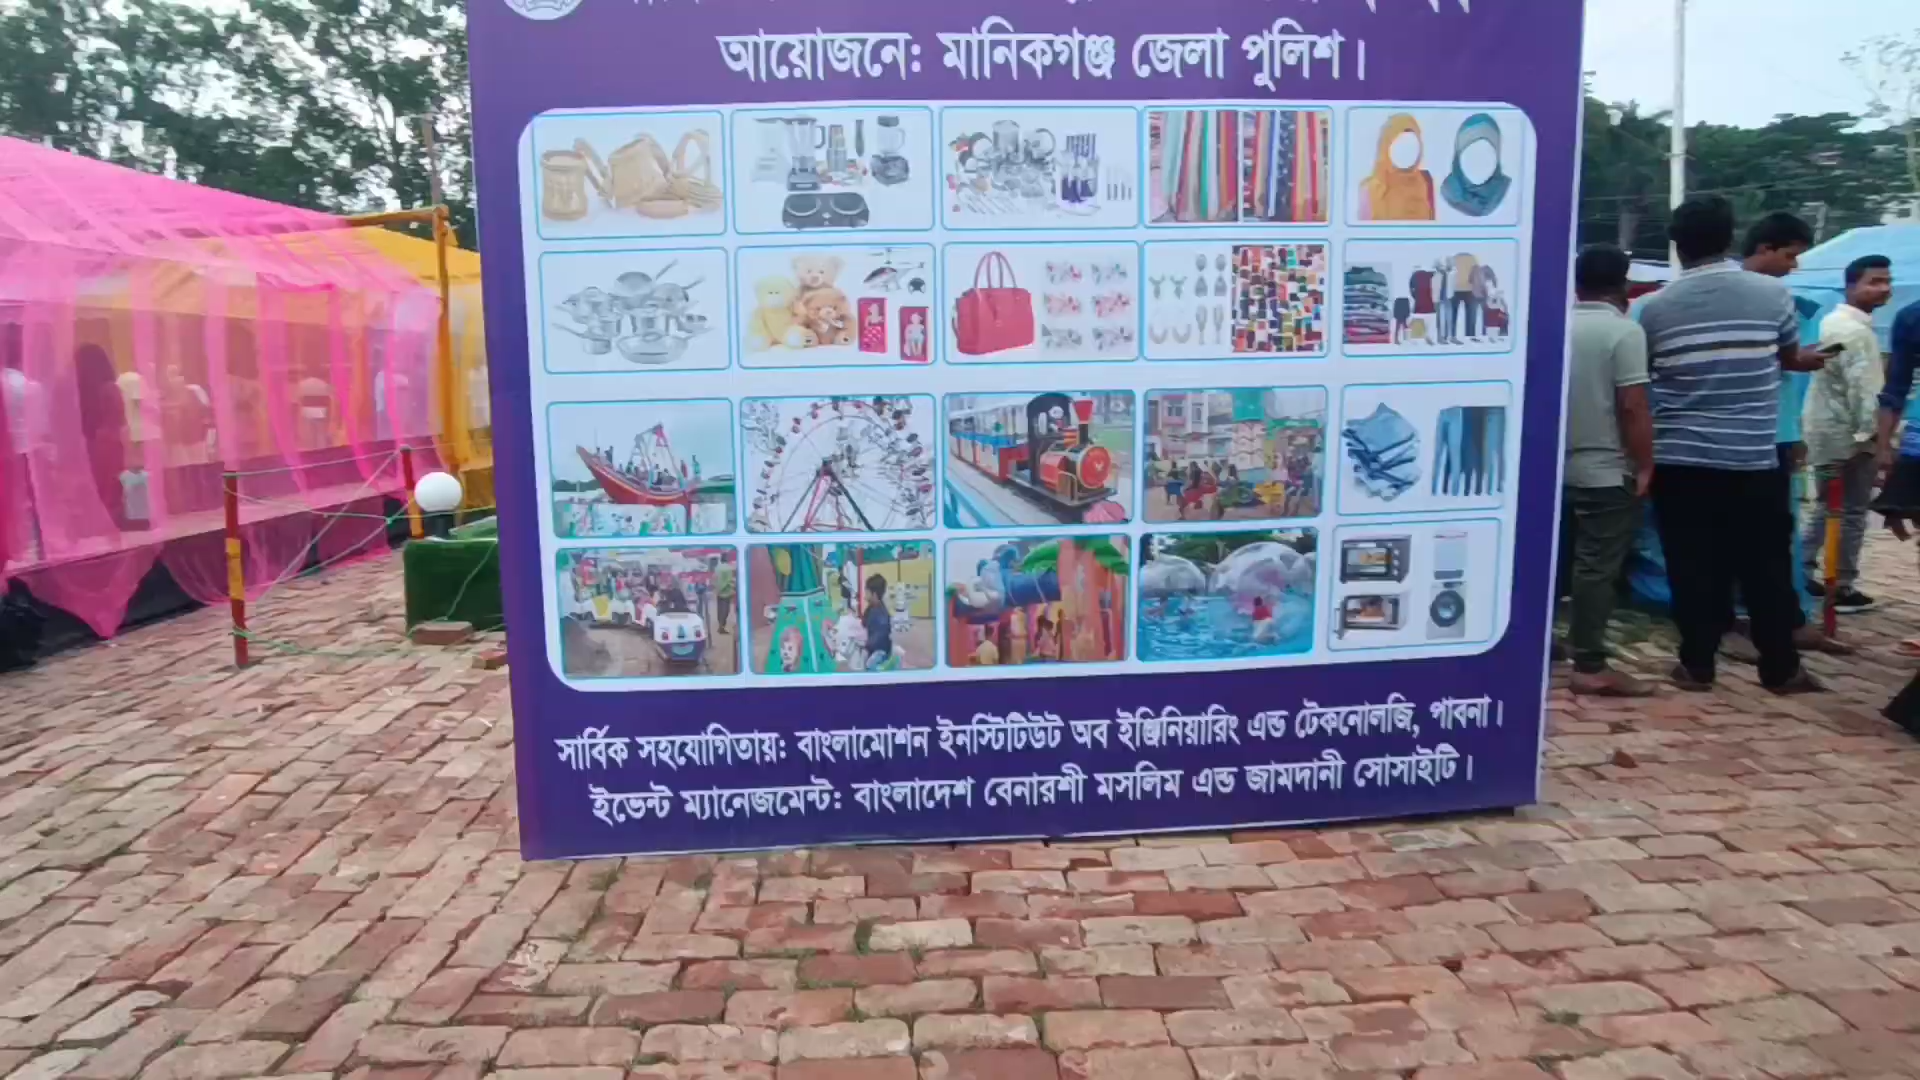 আয়োজনে: মানিকগঞ্জ জেলা পুলিশ।
সার্বিক সহযোগিতায়: বাংলামোশন ইনস্টিটিউট অব ইঞ্জিনিয়ারিং এন্ড টেকনোলজি, পাবনা।
ইভেন্ট ম্যানেজমেন্ট: বাংলাদেশ বেনারশী মসলিম এন্ড জামদানী সোসাইটি।